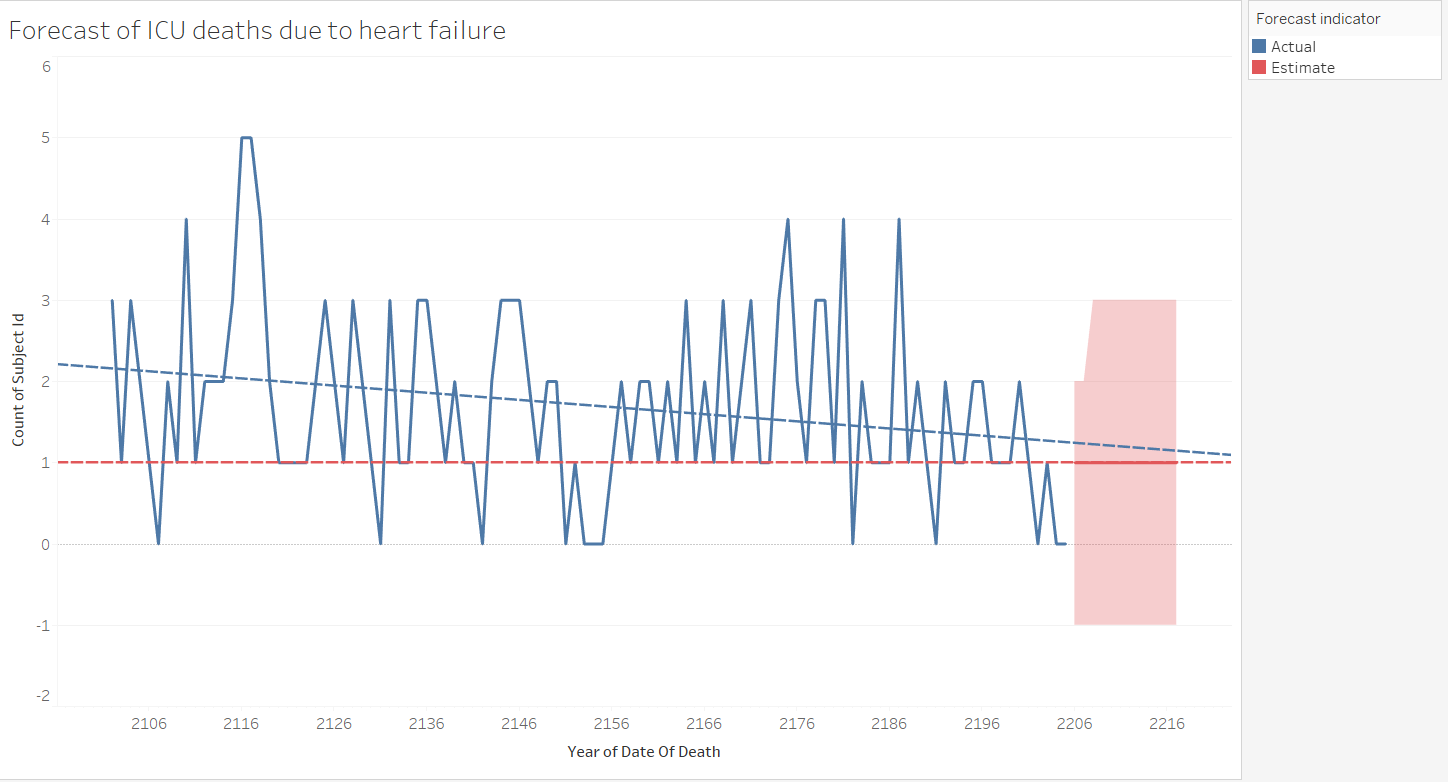 Forecast of ICU deaths due to heart failure
Forecast indicator
Actual
Estimate
6
5
4
3
2
1
0
-1
-2
Count of Subject Id
2106 2116 2126 2136 2146 2156 2166 2176 2186 2196 2206 2216
Year of Date Of Death